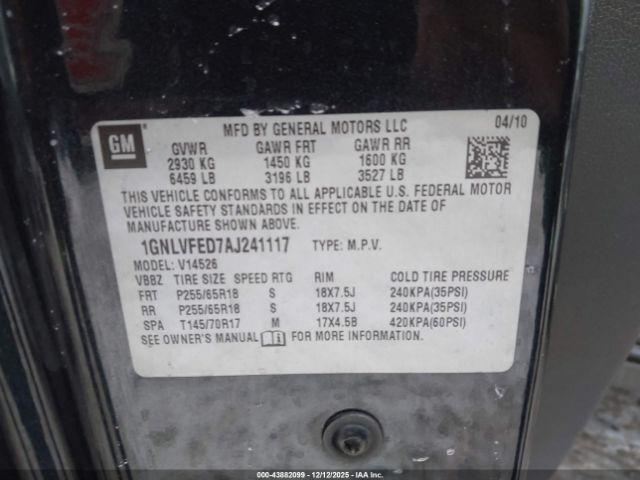 GM
MFD BY GENERAL MOTORS LLC 04/10
GVWR GAWR FRT GAWR RR
2930 KG 1450 KG 1600 KG
6459 LB 3196 LB 3527 LB
THIS VEHICLE CONFORMS TO ALL APPLICABLE U.S. FEDERAL MOTOR
VEHICLE SAFETY STANDARDS IN EFFECT ON THE DATE OF
MANUFACTURE SHOWN ABOVE.
1GNLVFED7AJ241117 TYPE: M.P.V.
MODEL: V14526
VBBZ TIRE SIZE SPEED RTG RIM COLD TIRE PRESSURE
FRT P255/65R18 S 18X7.5J 240KPA(35PSI)
RR P255/65R18 S 18X7.5J 240KPA(35PSI)
SPA T145/70R17 M 17X4.5B 420KPA(60PSI)
SEE OWNER'S MANUAL FOR MORE INFORMATION.
000-43882099 - 12/12/2025 - Copyright IAA, LLC